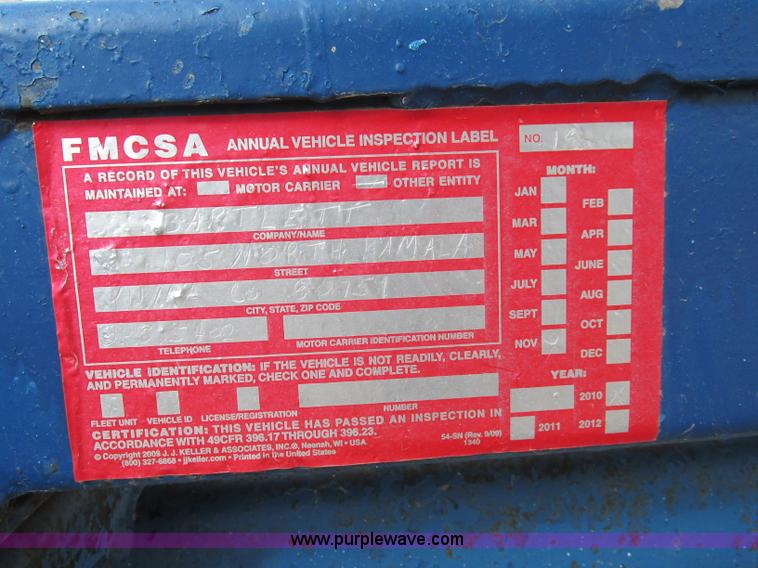 FMCSA ANNUAL VEHICLE INSPECTION LABEL NO.
A RECORD OF THIS VEHICLE'S ANNUAL VEHICLE REPORT IS
MAINTAINED AT: MOTOR CARRIER OTHER ENTITY
BARTLETT
COMPANY/NAME
NORTH KAMALA
STREET
CO 80757
CITY, STATE, ZIP CODE
TELEPHONE MOTOR CARRIER IDENTIFICATION NUMBER
VEHICLE IDENTIFICATION: IF THE VEHICLE IS NOT READILY, CLEARLY,
AND PERMANENTLY MARKED, CHECK ONE AND COMPLETE.
FLEET UNIT VEHICLE ID LICENSE/REGISTRATION NUMBER
CERTIFICATION: THIS VEHICLE HAS PASSED AN INSPECTION IN
ACCORDANCE WITH 49CFR 396.17 THROUGH 396.23.
© Copyright 2009 J. J. KELLER & ASSOCIATES, INC.®, Neenah, WI • USA
(800) 327-6868 • jjkeller.com • Printed in the United States
54-SN (Rev. 9/09)
1340
MONTH:
JAN FEB
MAR APR
MAY JUNE
JULY AUG
SEPT OCT
NOV DEC
YEAR:
2010 X
2011 2012
www.purplewave.com